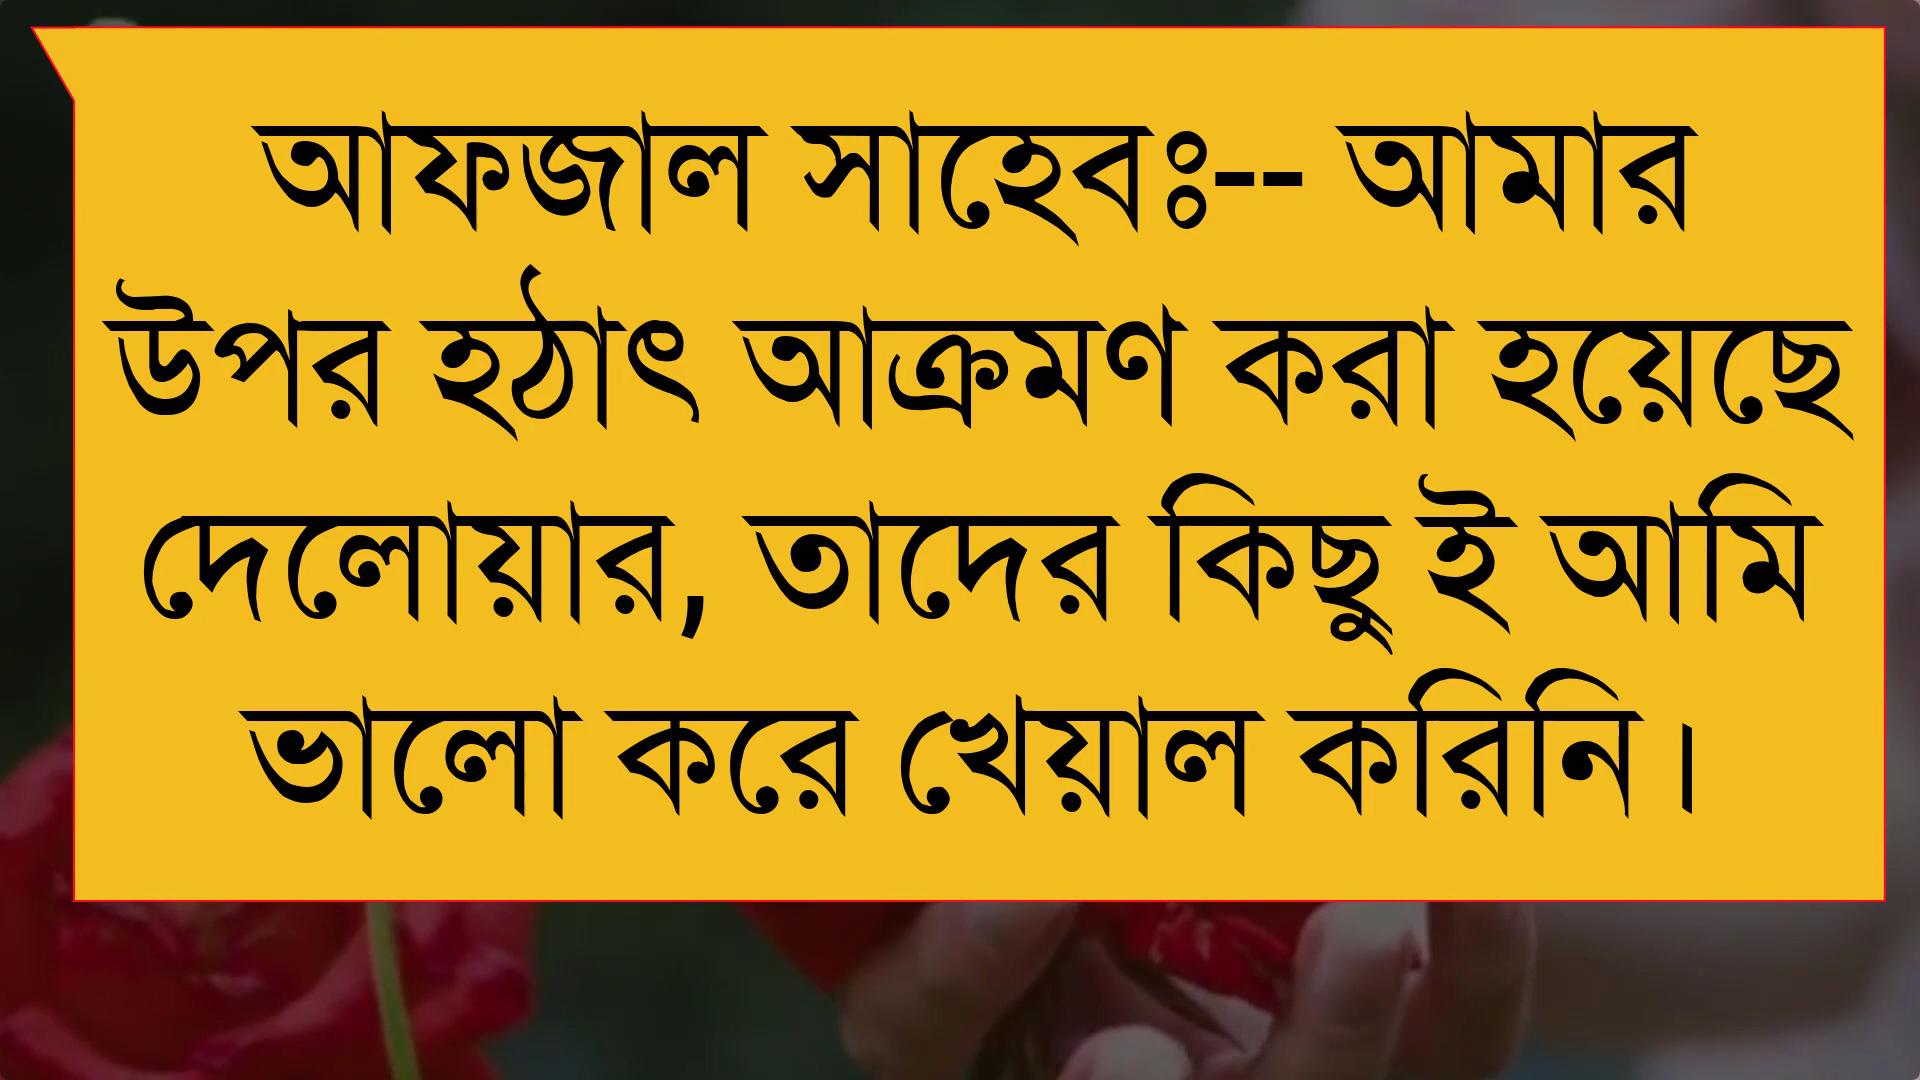 আফজাল সাহেবঃ-- আমার
উপর হঠাৎ আক্রমণ করা হয়েছে
দেলোয়ার, তাদের কিছু ই আমি
ভালো করে খেয়াল করিনি।